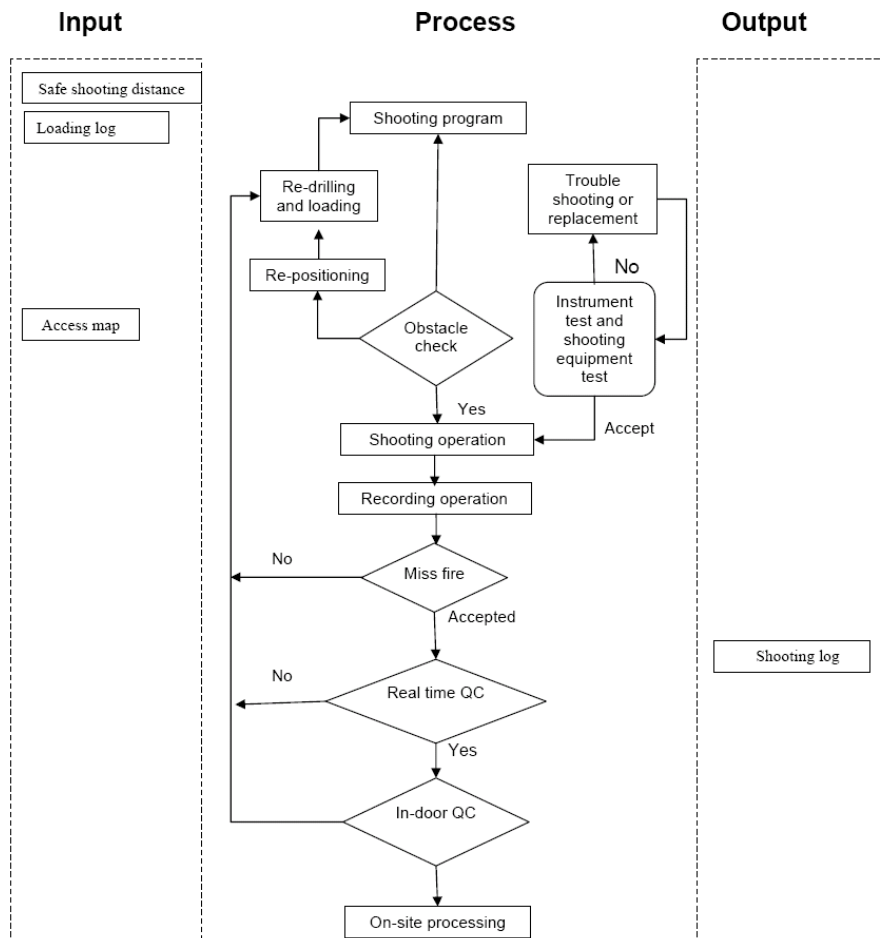 Input
Process
Output
Safe shooting distance
Loading log
Shooting program
Re-drilling
and loading
Trouble
shooting or
replacement
Re-positioning
No
Access map
Obstacle
check
Instrument
test and
shooting
equipment
test
Yes
Accept
Shooting operation
Recording operation
No
Miss fire
Accepted
Shooting log
No
Real time QC
Yes
In-door QC
On-site processing